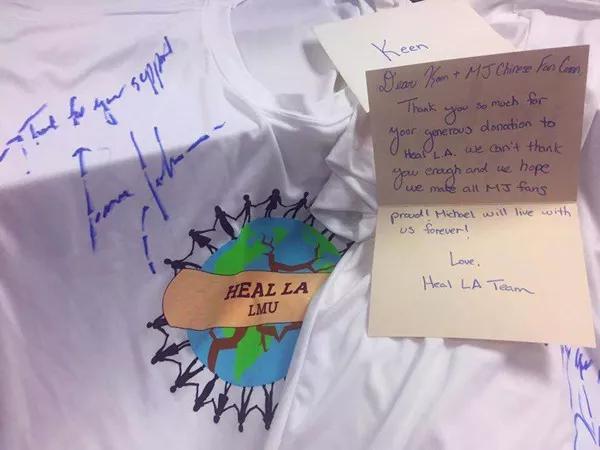 Thank for your support
HEAL LA
LMU
Keen
Dear Keen + MJ Chinese Fan Comm,
Thank you so much for
your generous donation to
Heal L.A. we can't thank
you enough and we hope
we make all MJ fans
proud! Michael will live with
us forever!
Love,
Heal LA Team